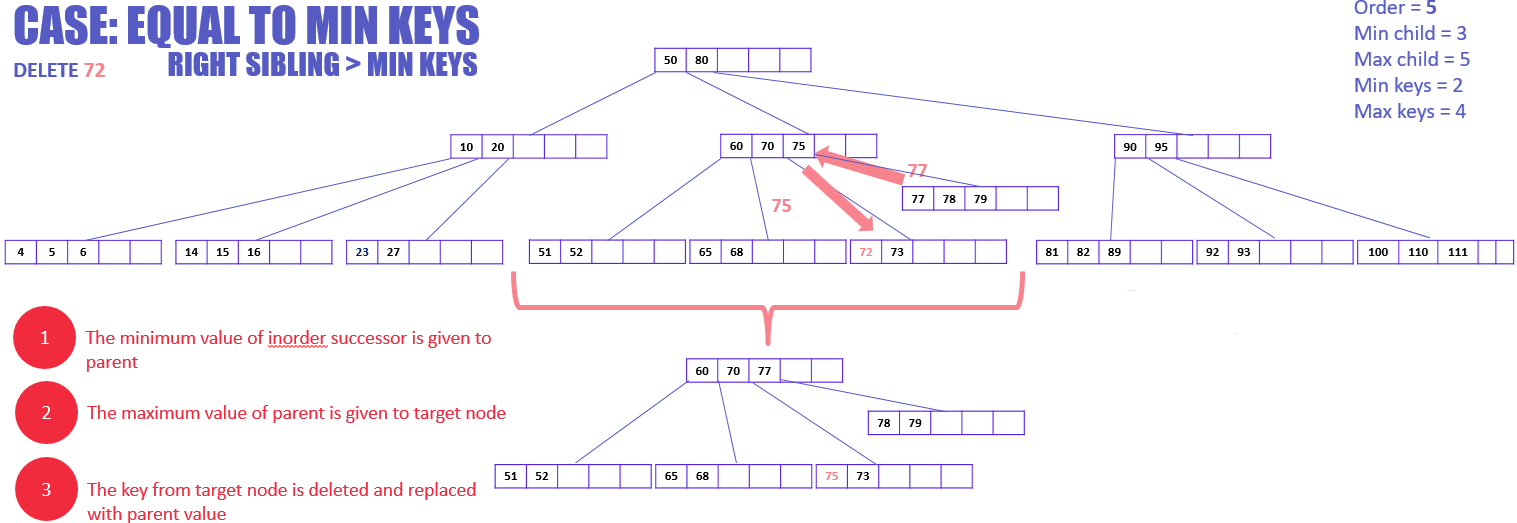 CASE: EQUAL TO MIN KEYS
RIGHT SIBLING > MIN KEYS
DELETE 72
Order = 5
Min child = 3
Max child = 5
Min keys = 2
Max keys = 4
50 80
10 20
60 70 75
90 95
77
77 78 79
75
4 5 6
14 15 16
23 27
51 52
65 68
72 73
81 82 89
92 93
100 110 111
1
The minimum value of inorder successor is given to
parent
2
The maximum value of parent is given to target node
3
The key from target node is deleted and replaced
with parent value
60 70 77
78 79
51 52
65 68
75 73